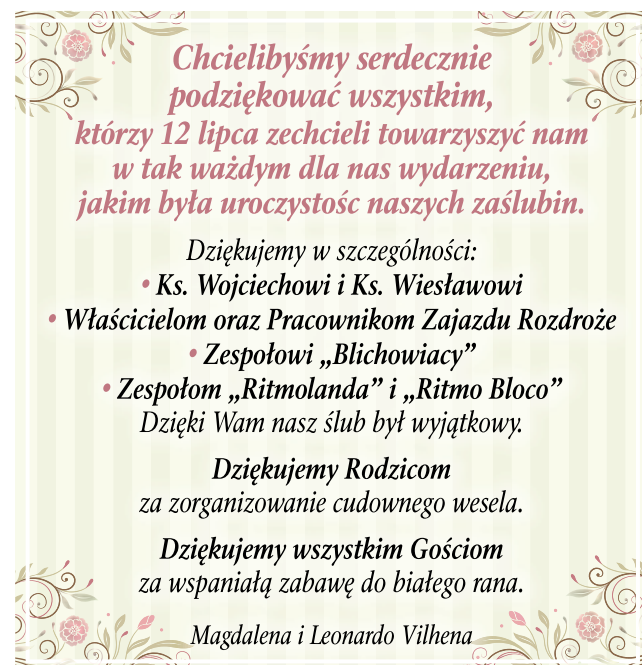 Chcielibyśmy serdecznie
podziękować wszystkim,
którzy 12 lipca zechcieli towarzyszyć nam
w tak ważdym dla nas wydarzeniu,
jakim była uroczystośc naszych zaślubin.
Dziękujemy w szczególności:
• Ks. Wojciechowi i Ks. Wiesławowi
• Właścicielom oraz Pracownikom Zajazdu Rozdroże
• Zespołowi „Blichowiacy”
• Zespołom „Ritmolanda” i „Ritmo Bloco”
Dzięki Wam nasz ślub był wyjątkowy.
Dziękujemy Rodzicom
za zorganizowanie cudownego wesela.
Dziękujemy wszystkim Gościom
za wspaniałą zabawę do białego rana.
Magdalena i Leonardo Vilhena